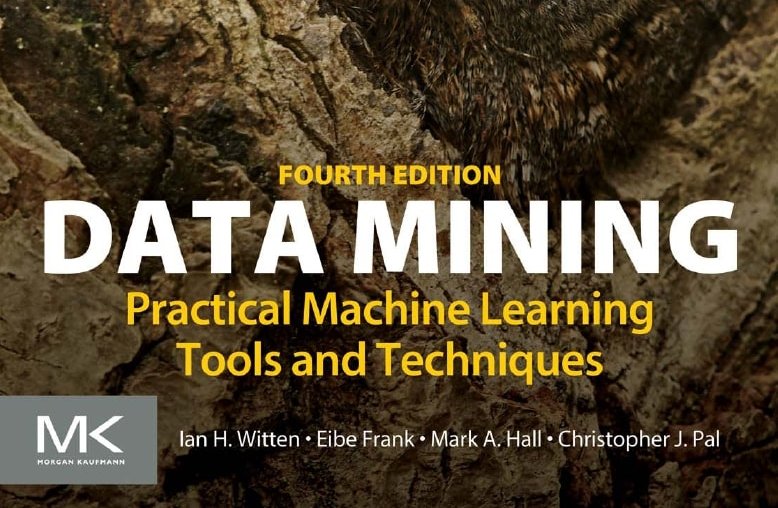 FOURTH EDITION
DATA MINING
Practical Machine Learning
Tools and Techniques
MK
MORGAN KAUFMANN
Ian H. Witten • Eibe Frank • Mark A. Hall • Christopher J. Pal